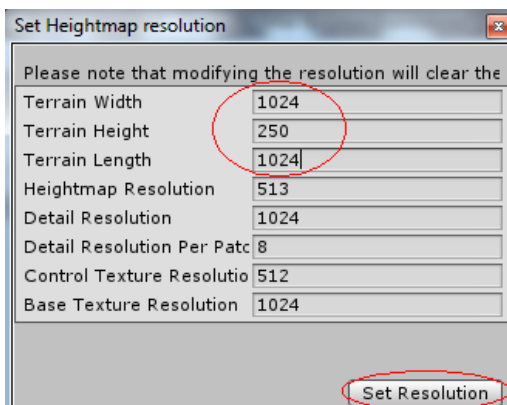 Set Heightmap resolution
Please note that modifying the resolution will clear the
Terrain Width 1024
Terrain Height 250
Terrain Length 1024
Heightmap Resolution 513
Detail Resolution 1024
Detail Resolution Per Patc 8
Control Texture Resolutio 512
Base Texture Resolution 1024
Set Resolution